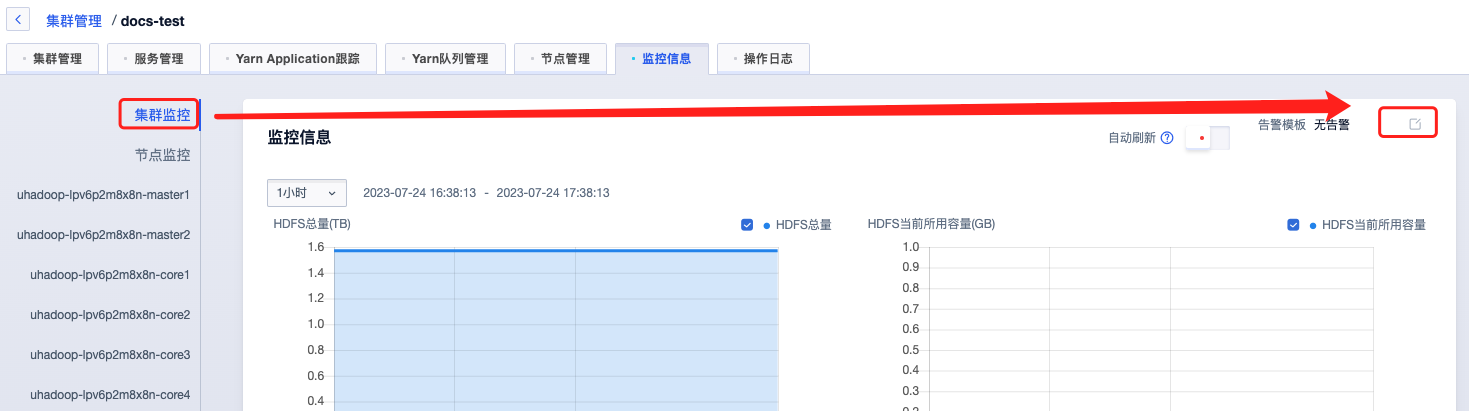 集群管理 / docs-test
集群管理 服务管理 Yarn Application跟踪 Yarn队列管理 节点管理 监控信息 操作日志
集群监控
节点监控
uhadoop-lpv6p2m8x8n-master1
uhadoop-lpv6p2m8x8n-master2
uhadoop-lpv6p2m8x8n-core1
uhadoop-lpv6p2m8x8n-core2
uhadoop-lpv6p2m8x8n-core3
uhadoop-lpv6p2m8x8n-core4
监控信息
自动刷新 ?
告警模板 无告警
1小时 2023-07-24 16:38:13 - 2023-07-24 17:38:13
HDFS总量(TB) HDFS总量
1.6
1.4
1.2
1.0
0.8
0.6
0.4
HDFS当前所用容量(GB) HDFS当前所用容量
1.0
0.9
0.8
0.7
0.6
0.5
0.4
0.3